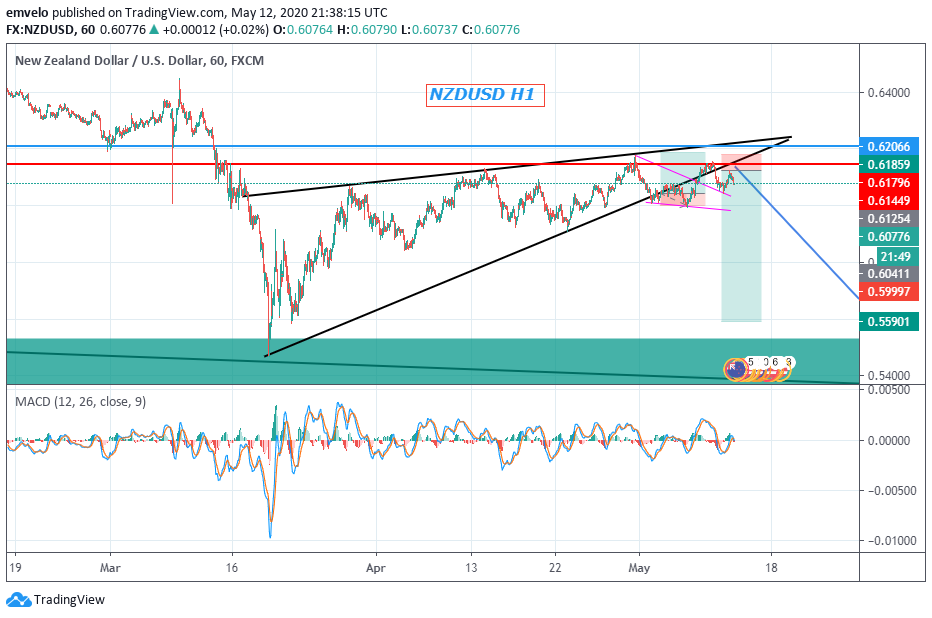 emvelo published on TradingView.com, May 12, 2020 21:38:15 UTC
FX:NZDUSD, 60 0.60776 ▲ +0.00012 (+0.02%) O:0.60764 H:0.60790 L:0.60737 C:0.60776
New Zealand Dollar / U.S. Dollar, 60, FXCM
NZDUSD H1
0.64000
0.62066
0.61859
0.61796
0.61449
0.61254
0.60776
21:49
0.60411
0.59997
0.55901
0.54000
MACD (12, 26, close, 9)
0.00500
0.00000
−0.00500
−0.01000
19 Mar 16 Apr 13 22 May 18
TradingView